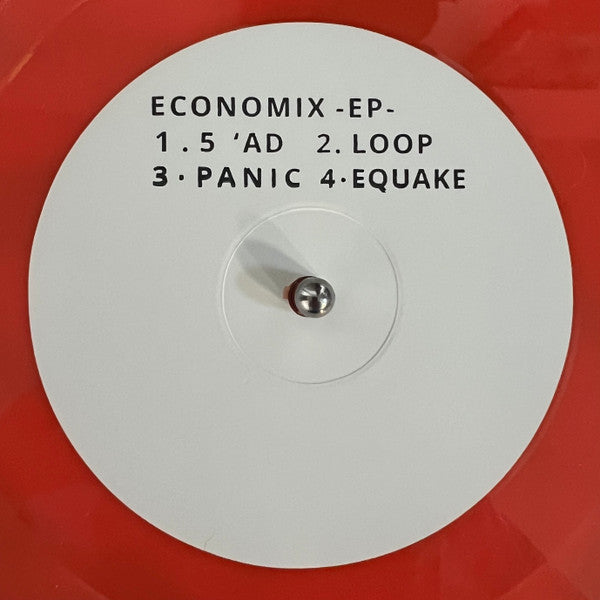 ECONOMIX -EP-
1.5 'AD 2. LOOP
3. PANIC 4.EQUAKE